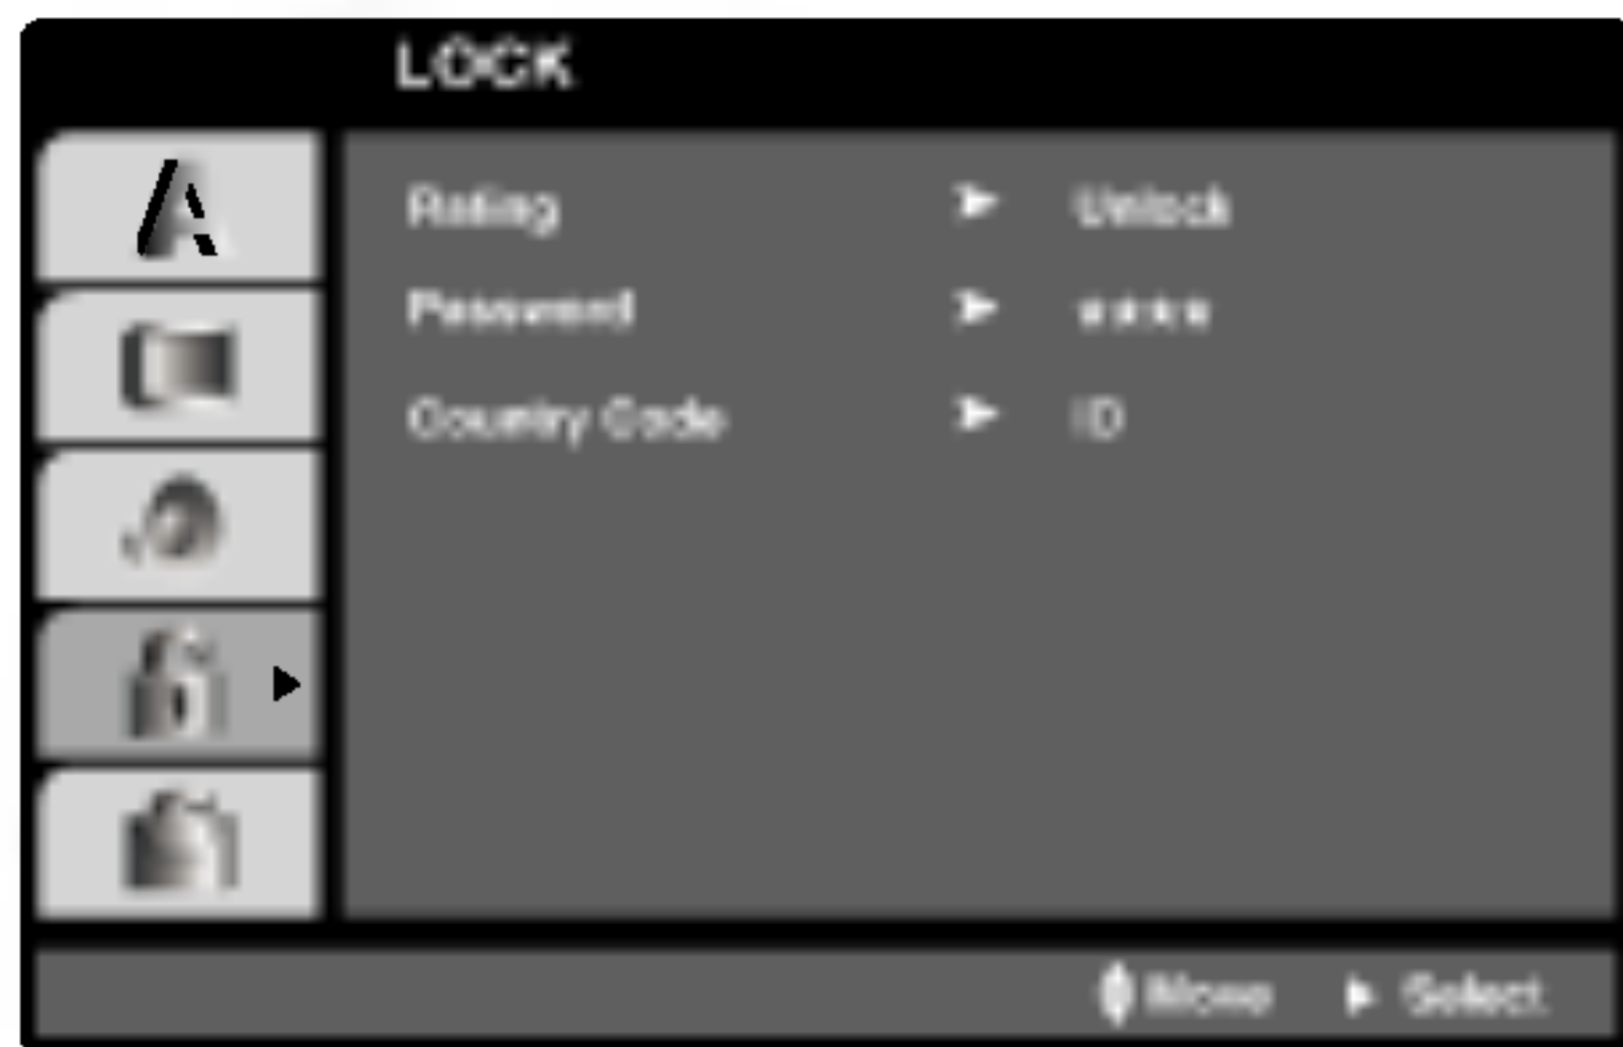 LOCK
Rating Unlock
Password ****
Country Code ID
Move Select